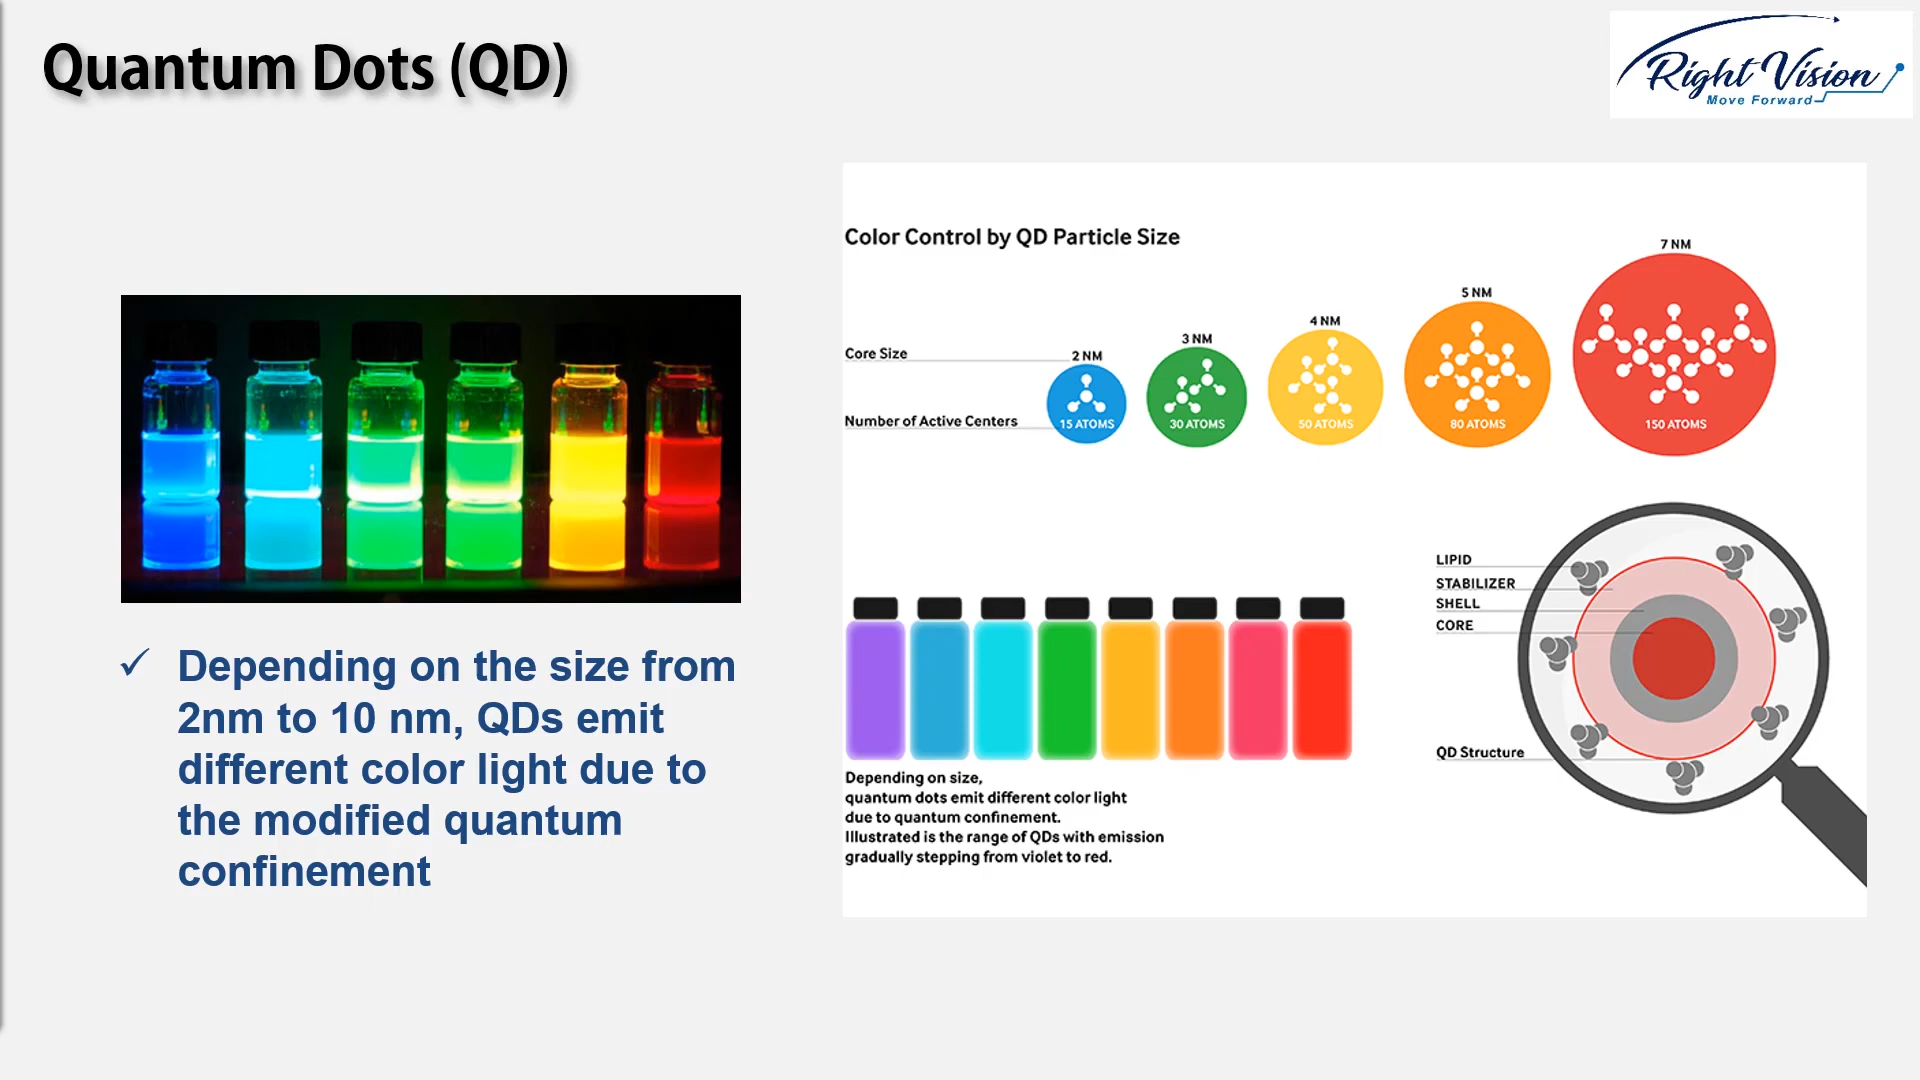 Quantum Dots (QD)
Right Vision
Move Forward
✓ Depending on the size from
2nm to 10 nm, QDs emit
different color light due to
the modified quantum
confinement
Color Control by QD Particle Size
Core Size
2 NM
3 NM
4 NM
5 NM
7 NM
Number of Active Centers
15 ATOMS
30 ATOMS
50 ATOMS
80 ATOMS
150 ATOMS
Depending on size,
quantum dots emit different color light
due to quantum confinement.
Illustrated is the range of QDs with emission
gradually stepping from violet to red.
LIPID
STABILIZER
SHELL
CORE
QD Structure